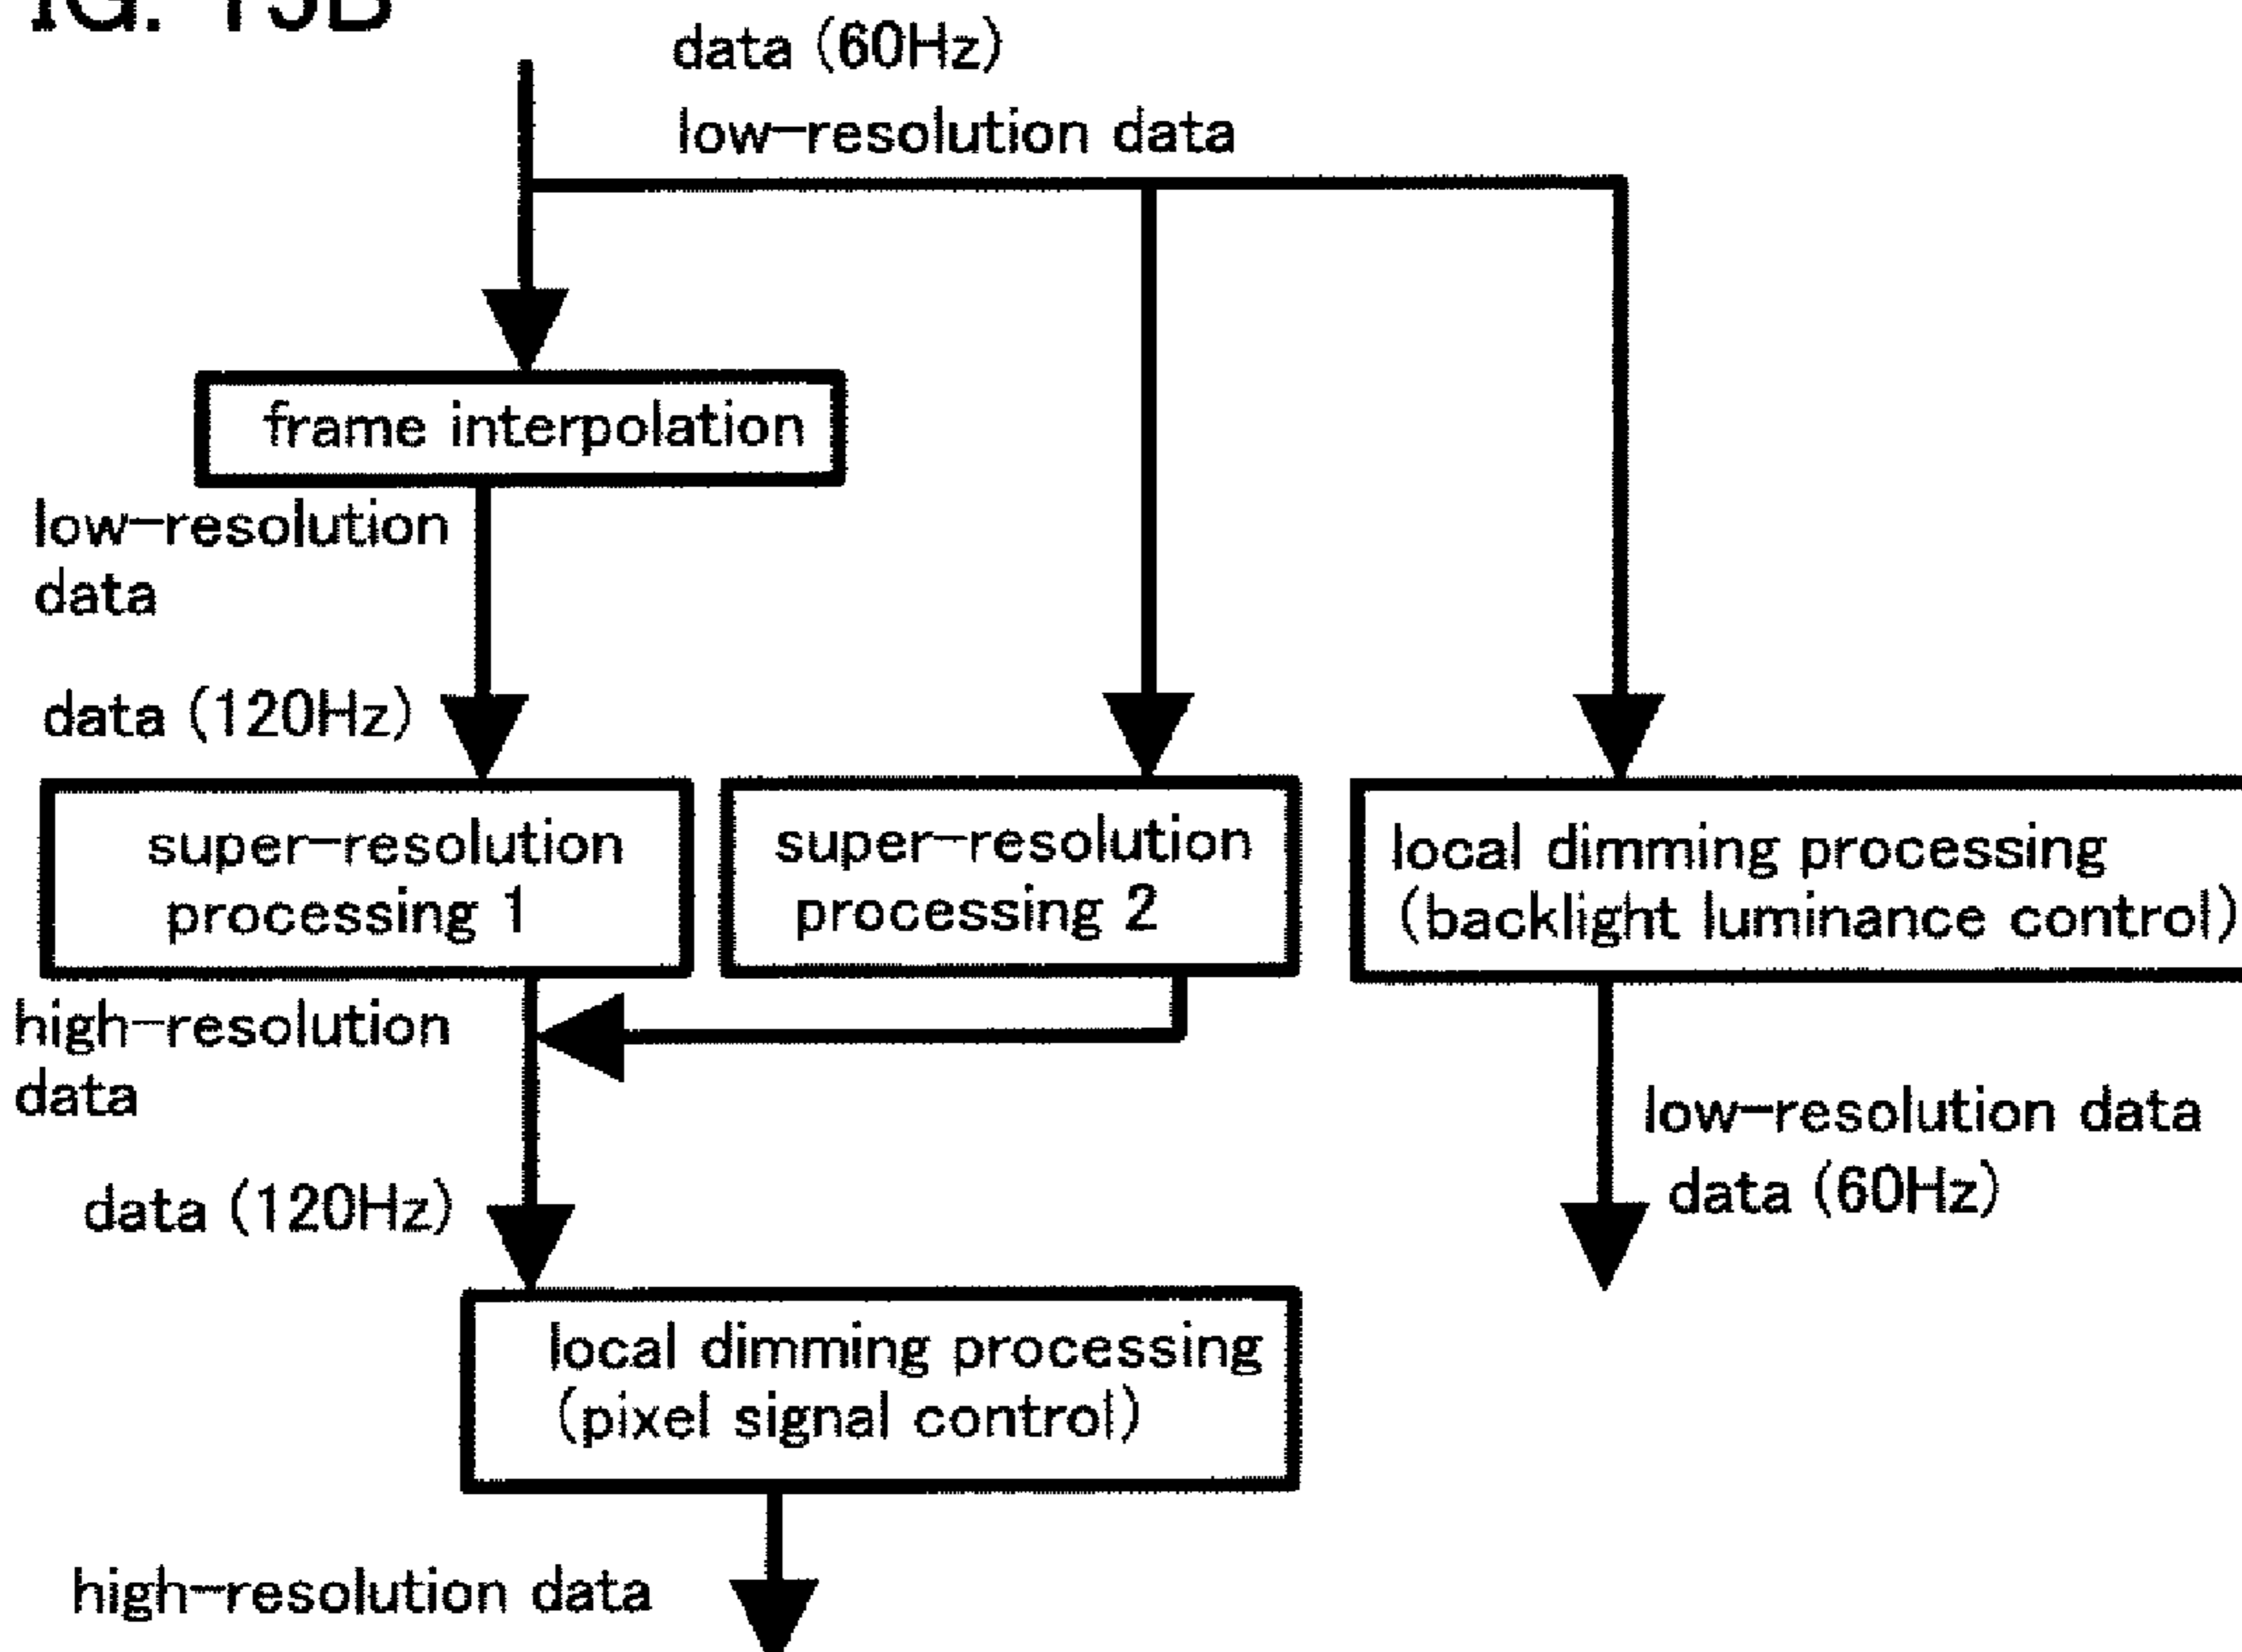 data (60Hz)
low-resolution data
frame interpolation
low-resolution
data
data (120Hz)
super-resolution
processing 1
super-resolution
processing 2
local dimming processing
(backlight luminance control)
high-resolution
data
data (120Hz)
low-resolution data
data (60Hz)
local dimming processing
(pixel signal control)
high-resolution data